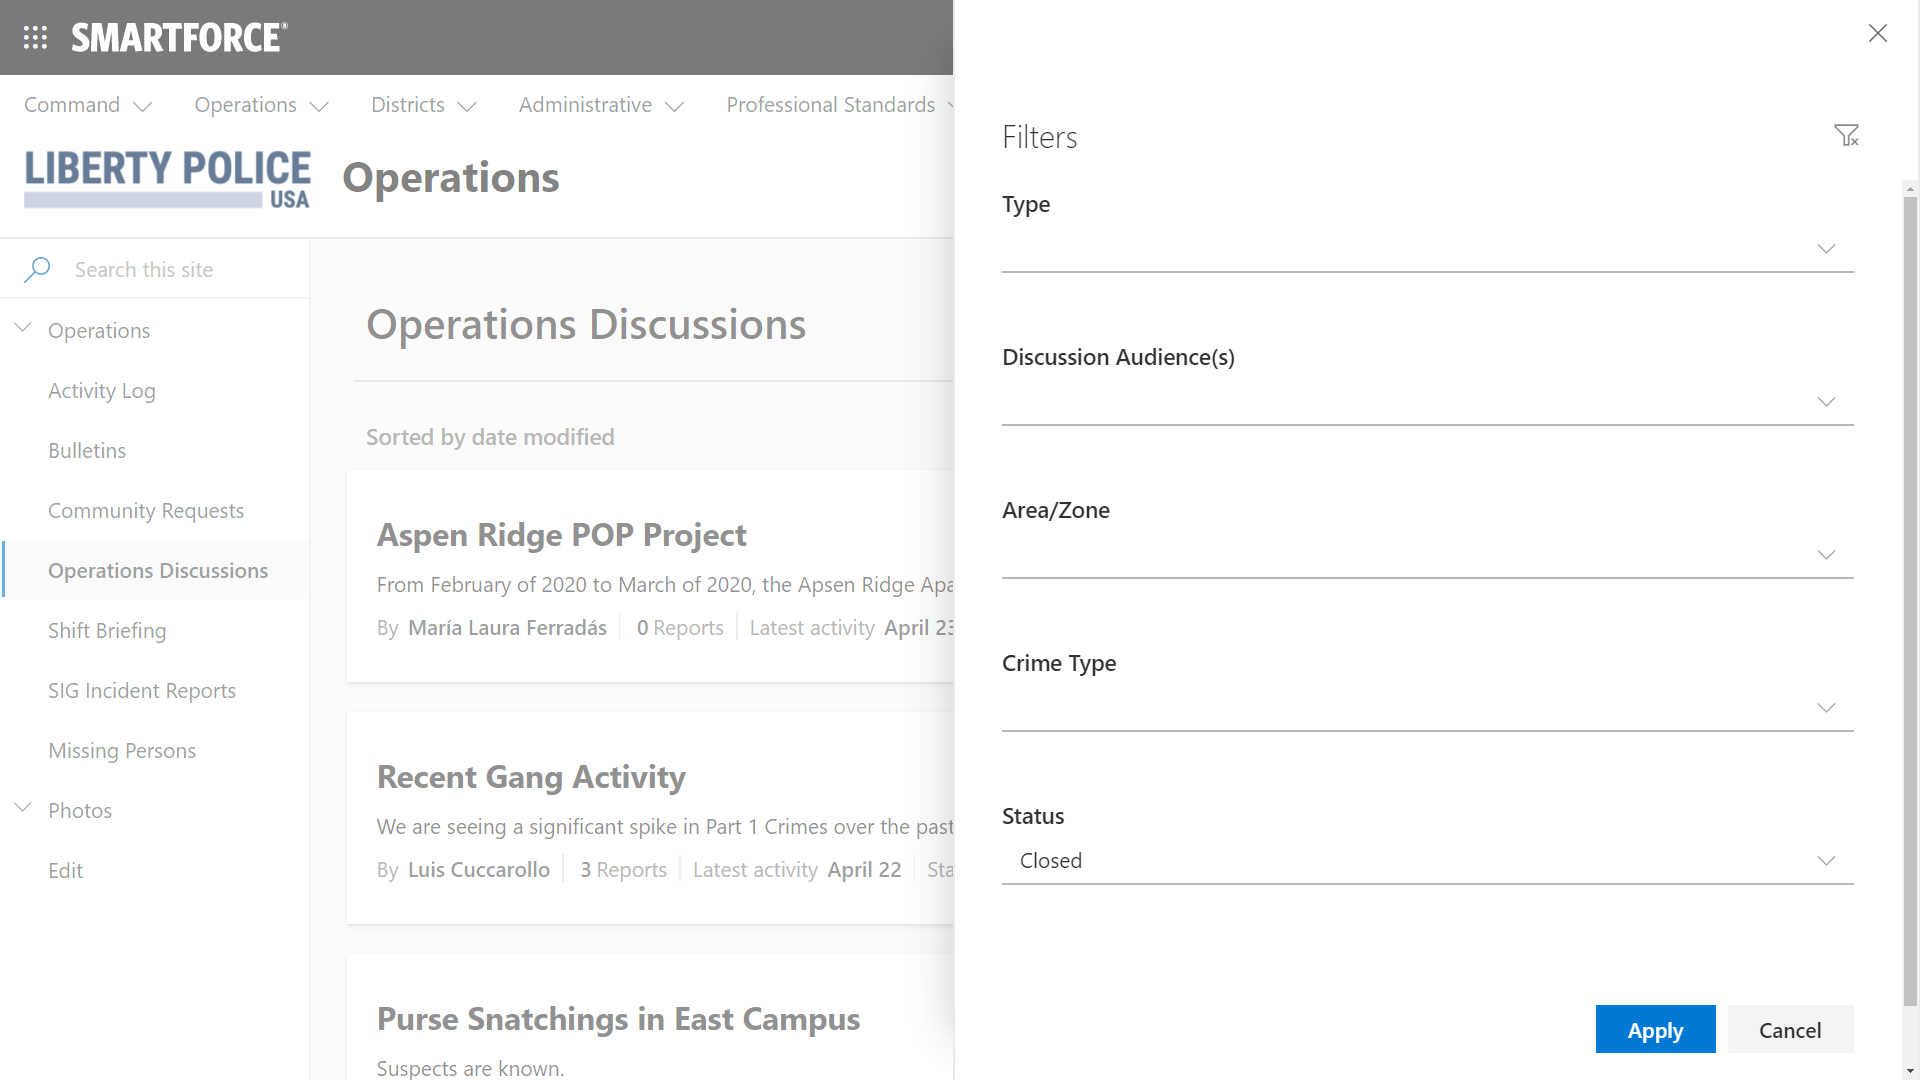 SMARTFORCE®
Command Operations Districts Administrative Professional Standards
LIBERTY POLICE
USA
Operations
Search this site
Operations
Activity Log
Bulletins
Community Requests
Operations Discussions
Shift Briefing
SIG Incident Reports
Missing Persons
Photos
Edit
Operations Discussions
Sorted by date modified
Aspen Ridge POP Project
From February of 2020 to March of 2020, the Apsen Ridge Apa
By María Laura Ferradás 0 Reports Latest activity April 23
Recent Gang Activity
We are seeing a significant spike in Part 1 Crimes over the past
By Luis Cuccarollo 3 Reports Latest activity April 22 Sta
Purse Snatchings in East Campus
Suspects are known.
Filters
Type
Discussion Audience(s)
Area/Zone
Crime Type
Status
Closed
Apply Cancel